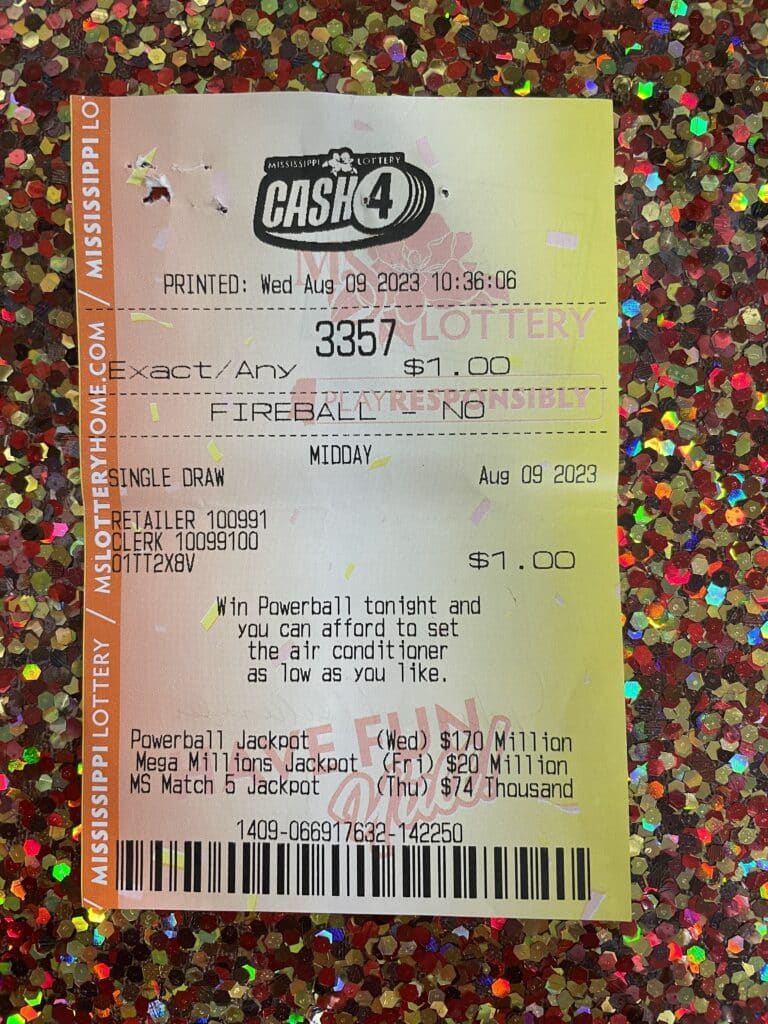 MISSISSIPPI LOTTERY
CASH 4
PRINTED: Wed Aug 09 2023 10:36:06
MS
LOTTERY
3357
Exact/Any $1.00
PLAY RESPONSIBLY
FIREBALL NO
MIDDAY
SINGLE DRAW Aug 09 2023
RETAILER 100991
CLERK 10099100
01TT2X8V $1.00
Win Powerball tonight and
you can afford to set
the air conditioner
as low as you like.
HAVE FUN
Y'all!
Powerball Jackpot (Wed) $170 Million
Mega Millions Jackpot (Fri) $20 Million
MS Match 5 Jackpot (Thu) $74 Thousand
1409-066917632-142250
/ MISSISSIPPI LOTTERY / MSLOTTERYHOME.COM / MISSISSIPPI LO